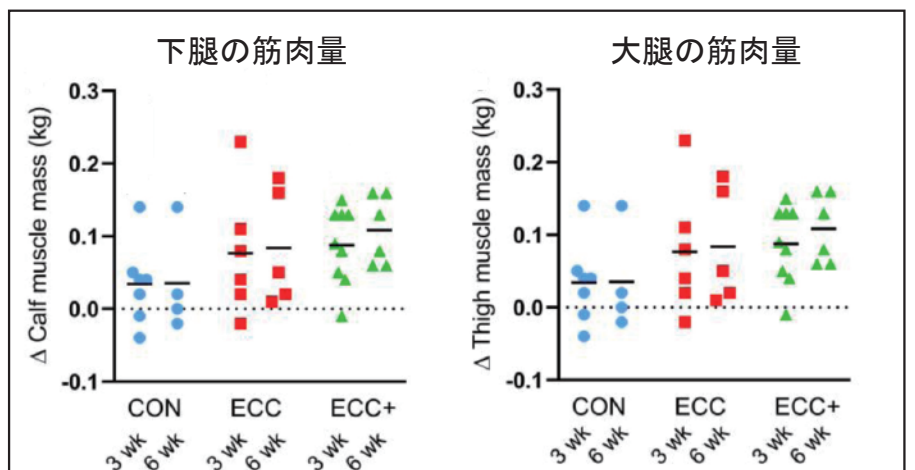 下腿の筋肉量
Δ Calf muscle mass (kg)
0.3
0.2
0.1
0.0
-0.1
CON
ECC
ECC+
3 wk
6 wk
3 wk
6 wk
3 wk
6 wk
大腿の筋肉量
Δ Thigh muscle mass (kg)
0.3
0.2
0.1
0.0
-0.1
CON
ECC
ECC+
3 wk
6 wk
3 wk
6 wk
3 wk
6 wk